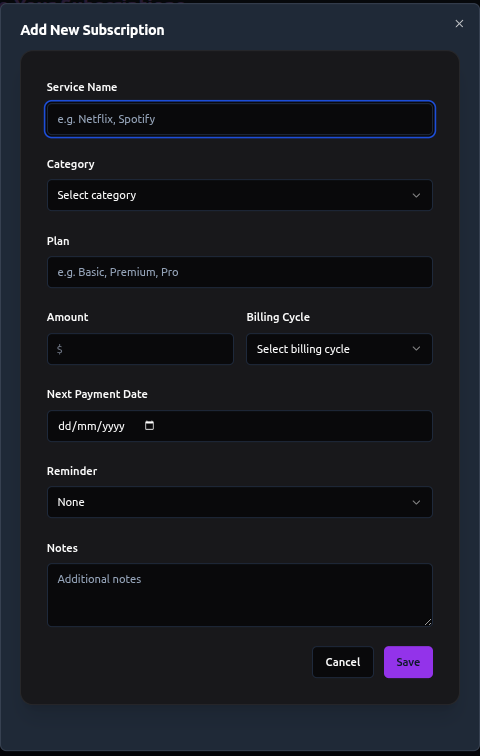 Add New Subscription
Service Name
e.g. Netflix, Spotify
Category
Select category
Plan
e.g. Basic, Premium, Pro
Amount
Billing Cycle
$
Select billing cycle
Next Payment Date
dd/mm/yyyy
Reminder
None
Notes
Additional notes
Cancel
Save